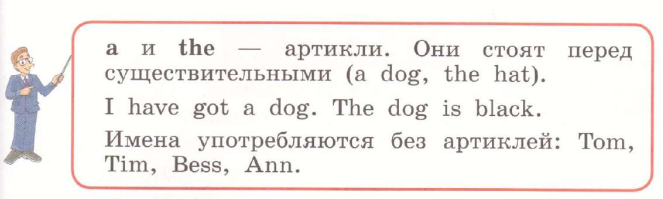 a и the — артикли. Они стоят перед
существительными (a dog, the hat).
I have got a dog. The dog is black.
Имена употребляются без артиклей: Tom,
Tim, Bess, Ann.